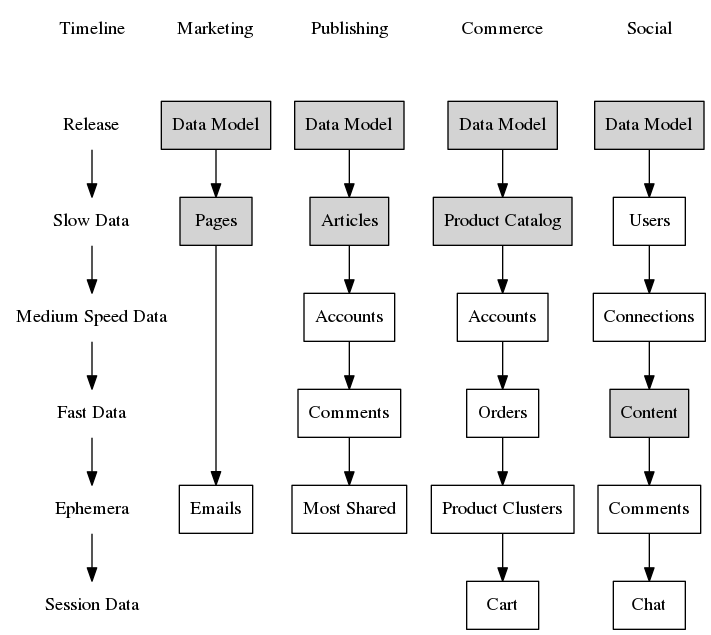 Timeline Marketing Publishing Commerce Social
Release Data Model Data Model Data Model Data Model
Slow Data Pages Articles Product Catalog Users
Medium Speed Data Accounts Accounts Connections
Fast Data Comments Orders Content
Ephemera Emails Most Shared Product Clusters Comments
Session Data Cart Chat